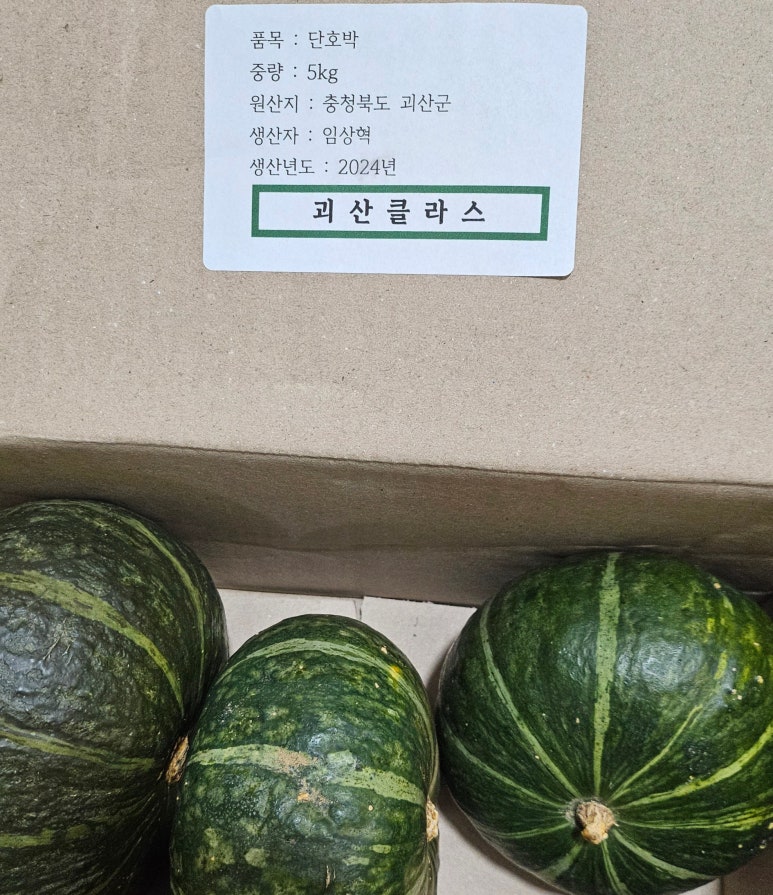 품목 : 단호박
중량 : 5kg
원산지 : 충청북도 괴산군
생산자 : 임상혁
생산년도 : 2024년
괴산클라스